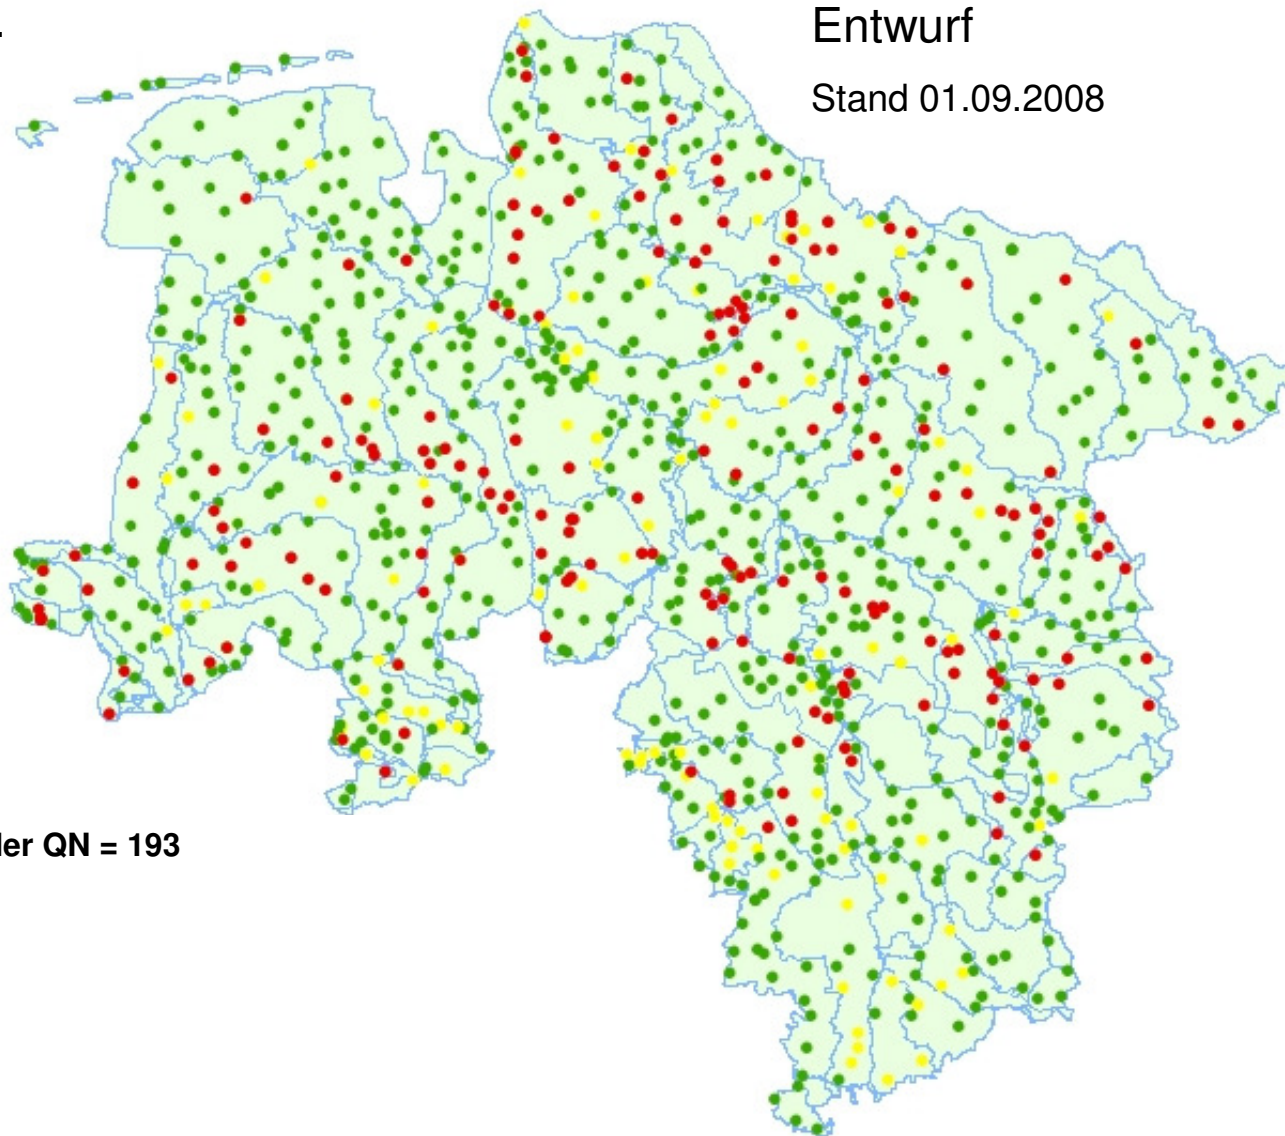 Entwurf
Stand 01.09.2008
der QN = 193